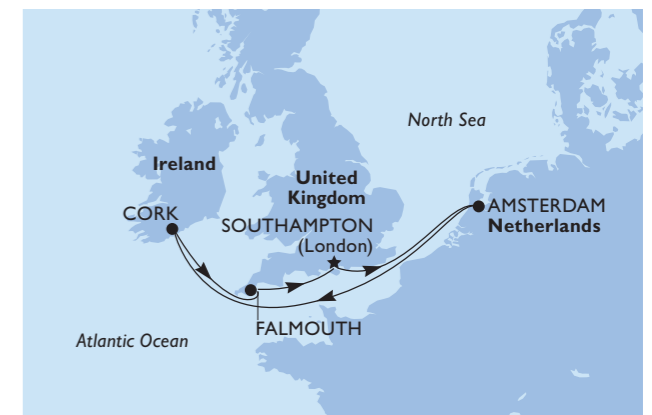 North Sea
Ireland
United
Kingdom
CORK
SOUTHAMPTON
(London)
AMSTERDAM
Netherlands
FALMOUTH
Atlantic Ocean